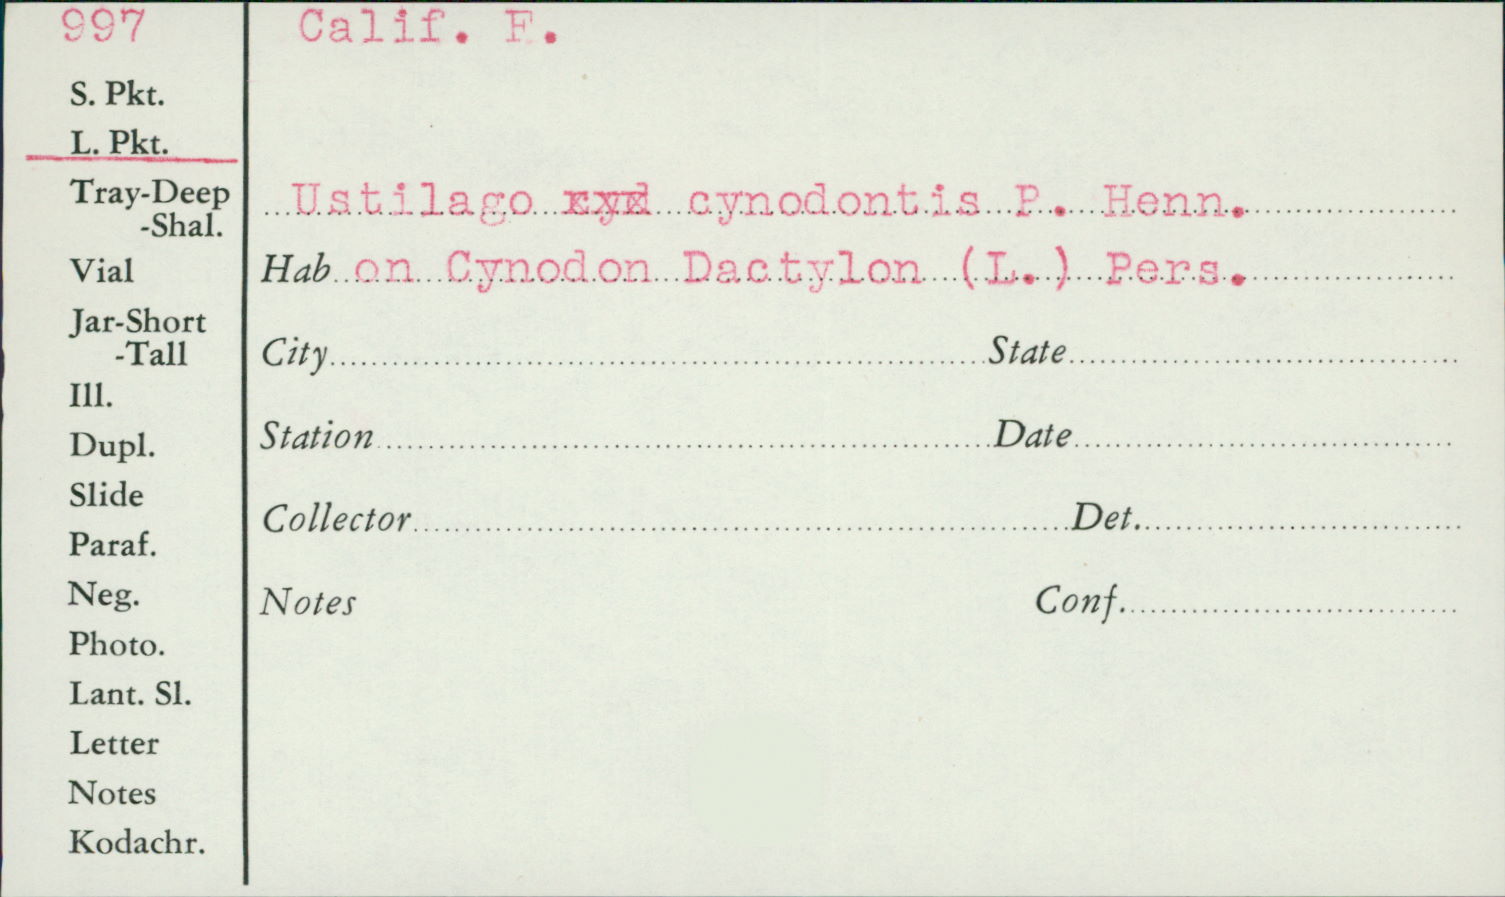 997
Calif. F.
S. Pkt.
L. Pkt.
Tray-Deep
-Shal.
Vial
Jar-Short
-Tall
Ill.
Dupl.
Slide
Paraf.
Neg.
Photo.
Lant. Sl.
Letter
Notes
Kodachr.
Ustilago cynodontis P. Henn.
Hab on Cynodon Dactylon (L.) Pers.
City State
Station Date
Collector Det.
Notes Conf.